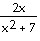 2x
x² + 7